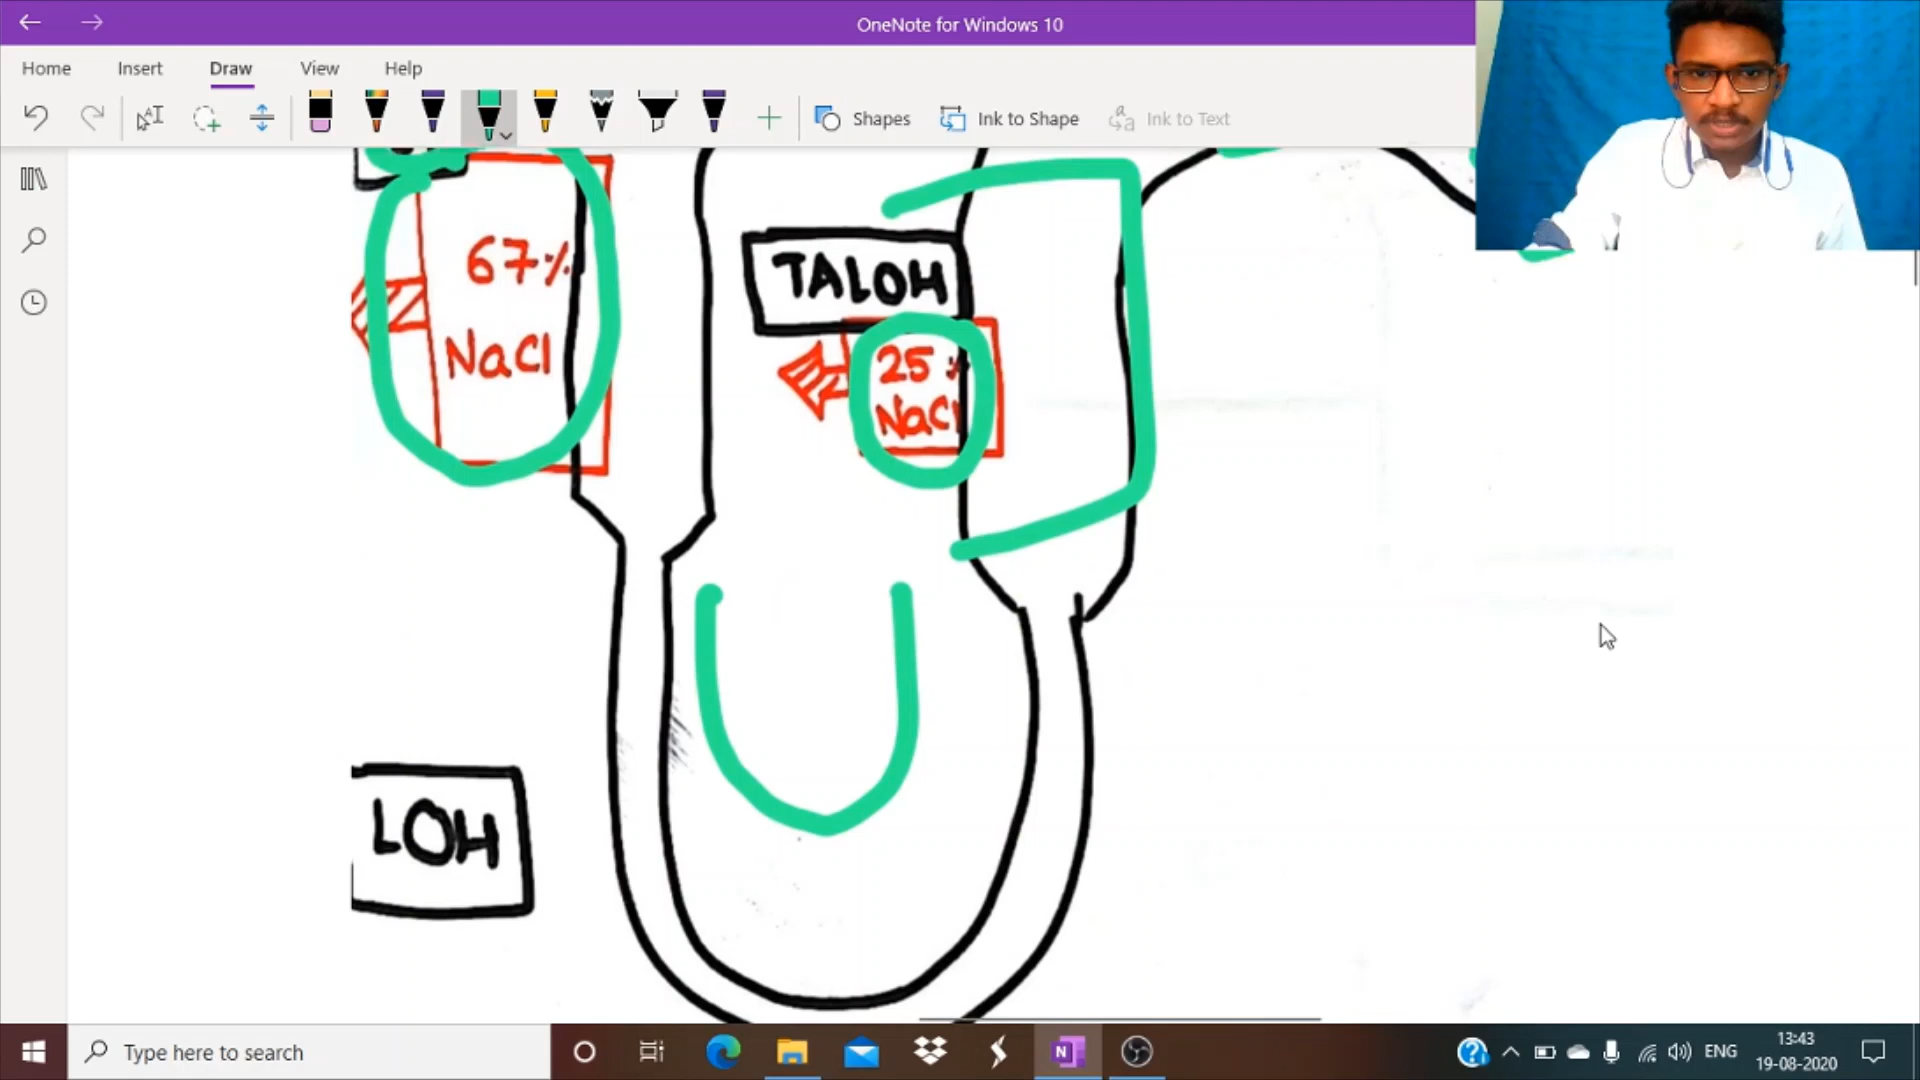 OneNote for Windows 10
Home Insert Draw View Help
Shapes Ink to Shape Ink to Text
67%
NaCl
TALOH
25%
NaCl
LOH
Type here to search
ENG
13:43
19-08-2020